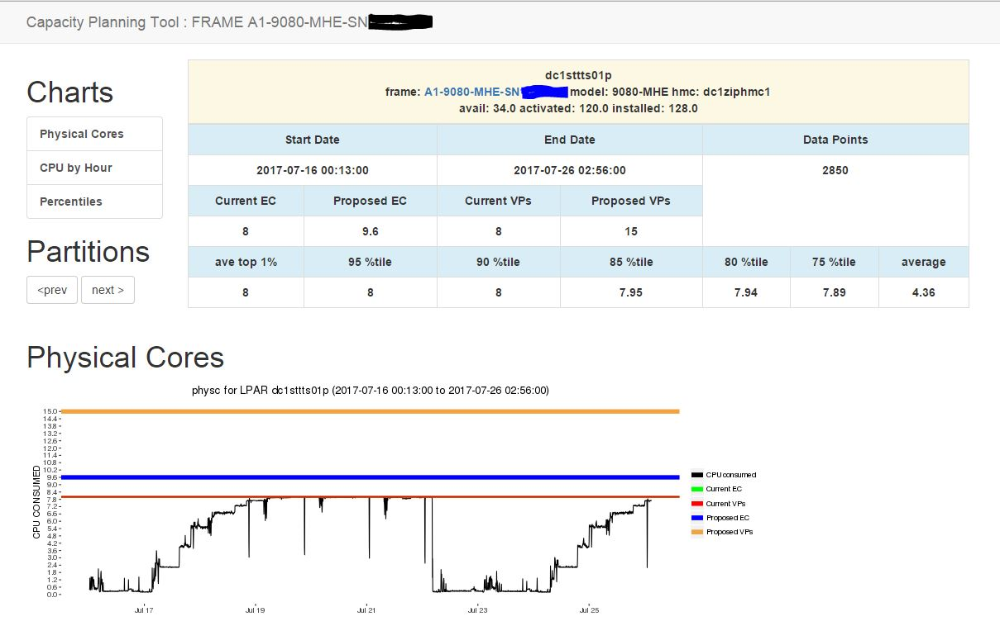 Capacity Planning Tool : FRAME A1-9080-MHE-SN
Charts
Physical Cores
CPU by Hour
Percentiles
Partitions
<prev next >
dc1sttts01p
frame: A1-9080-MHE-SN model: 9080-MHE hmc: dc1ziphmc1
avail: 34.0 activated: 120.0 installed: 128.0
Start Date End Date Data Points
2017-07-16 00:13:00 2017-07-26 02:56:00 2850
Current EC Proposed EC Current VPs Proposed VPs
8 9.6 8 15
ave top 1% 95 %tile 90 %tile 85 %tile 80 %tile 75 %tile average
8 8 8 7.95 7.94 7.89 4.36
Physical Cores
physc for LPAR dc1sttts01p (2017-07-16 00:13:00 to 2017-07-26 02:56:00)
CPU CONSUMED
15.0
14.4
13.8
13.2
12.6
12.0
11.4
10.8
10.2
9.6
9.0
8.4
7.8
7.2
6.6
6.0
5.4
4.8
4.2
3.6
3.0
2.4
1.8
1.2
0.6
0.0
Jul 17 Jul 19 Jul 21 Jul 23 Jul 25
CPU consumed
Current EC
Current VPs
Proposed EC
Proposed VPs